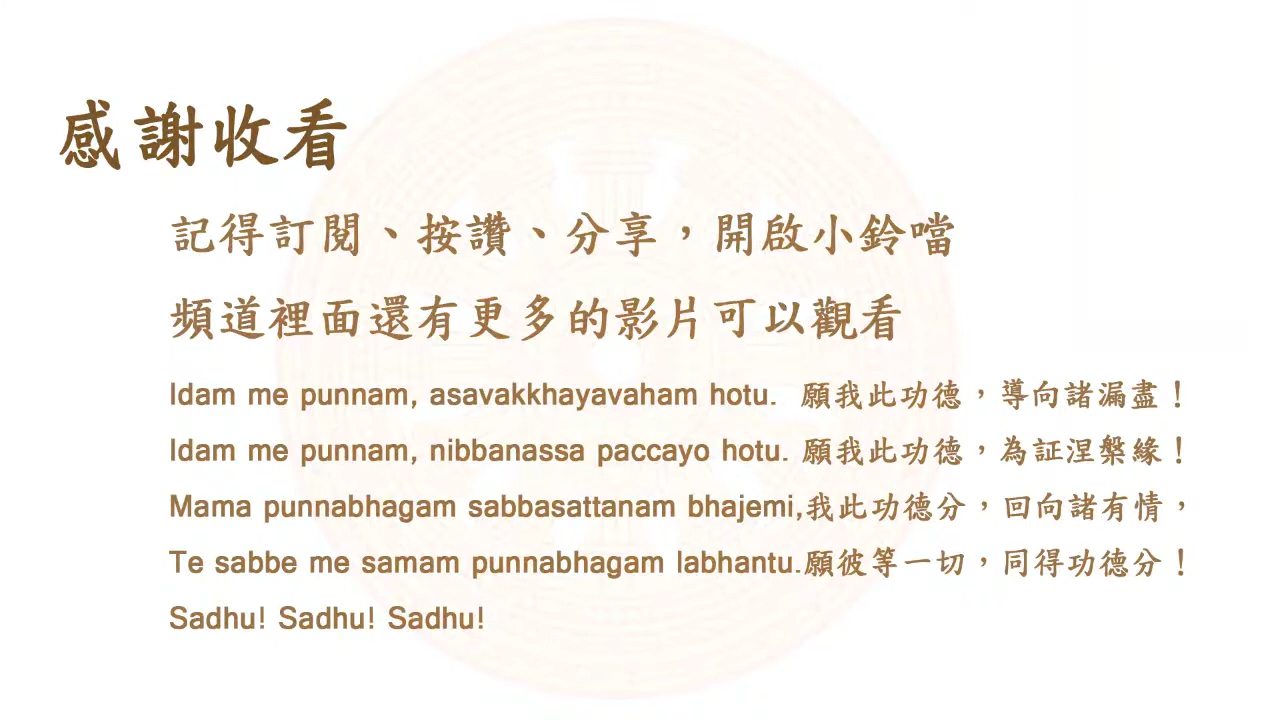 感謝收看
記得訂閱、按讚、分享，開啟小鈴噹
頻道裡面還有更多的影片可以觀看
Idam me punnam, asavakkhayavaham hotu. 願我此功德，導向諸漏盡！
Idam me punnam, nibbanassa paccayo hotu. 願我此功德，為証涅槃緣！
Mama punnabhagam sabbasattanam bhajemi,我此功德分，回向諸有情，
Te sabbe me samam punnabhagam labhantu.願彼等一切，同得功德分！
Sadhu! Sadhu! Sadhu!